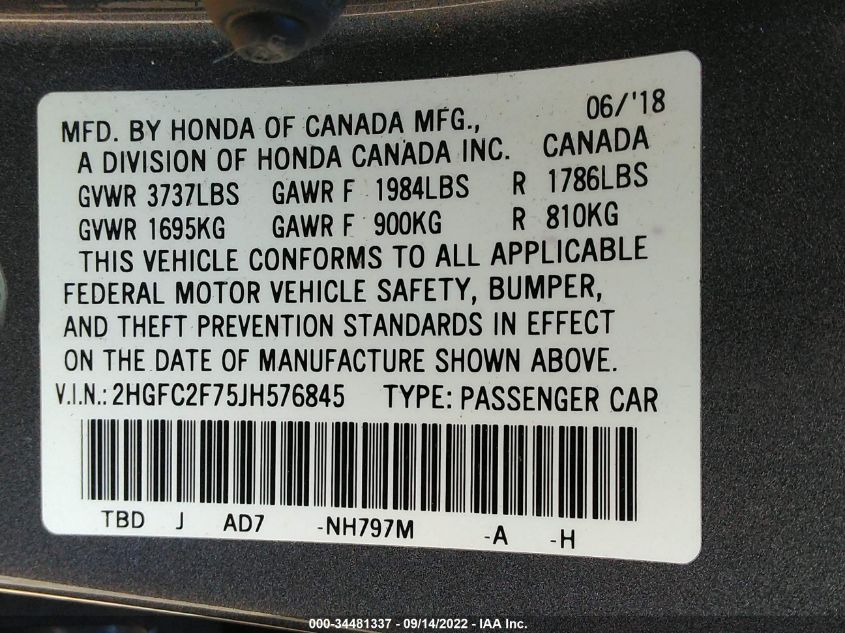 06/'18
MFD. BY HONDA OF CANADA MFG.,
A DIVISION OF HONDA CANADA INC. CANADA
GVWR 3737LBS GAWR F 1984LBS R 1786LBS
GVWR 1695KG GAWR F 900KG R 810KG
THIS VEHICLE CONFORMS TO ALL APPLICABLE
FEDERAL MOTOR VEHICLE SAFETY, BUMPER,
AND THEFT PREVENTION STANDARDS IN EFFECT
ON THE DATE OF MANUFACTURE SHOWN ABOVE.
V.I.N.: 2HGFC2F75JH576845 TYPE: PASSENGER CAR
TBD J AD7 -NH797M -A -H
000-34481337 - 09/14/2022 - IAA Inc.